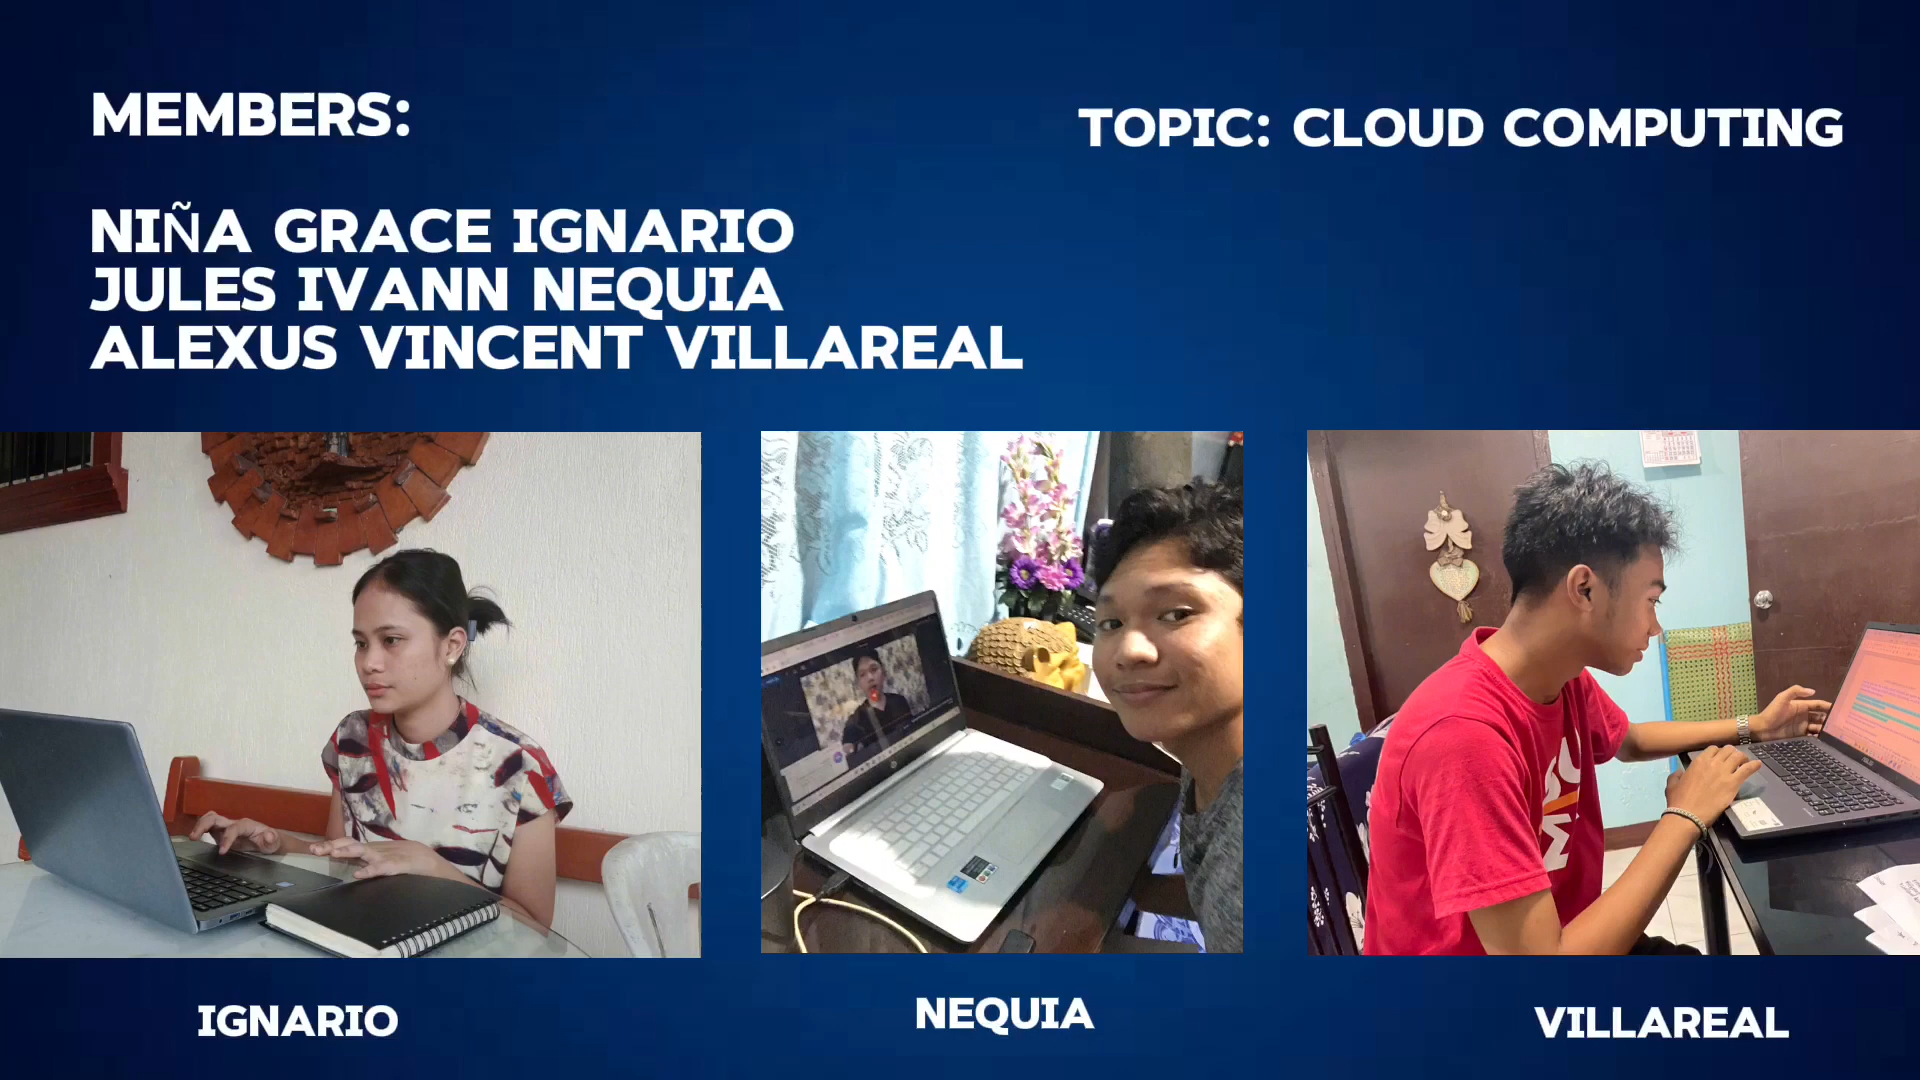 MEMBERS:
TOPIC: CLOUD COMPUTING
NIÑA GRACE IGNARIO
JULES IVANN NEQUIA
ALEXUS VINCENT VILLAREAL
IGNARIO
NEQUIA
VILLAREAL